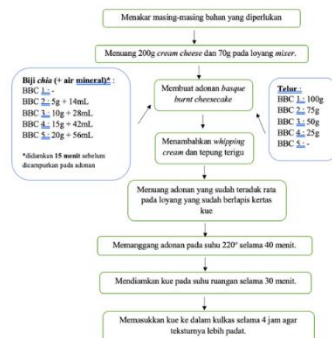 Menakar masing-masing bahan yang diperlukan
Menuang 200g cream cheese dan 70g pada loyang mixer.
Biji chia (+ air mineral)* :
BBC 1 : -
BBC 2 : 5g + 14mL
BBC 3 : 10g + 28mL
BBC 4 : 15g + 42mL
BBC 5 : 20g + 56mL
*didiamkan 15 menit sebelum
dicampurkan pada adonan
Membuat adonan basque
burnt cheesecake
Telur :
BBC 1 : 100g
BBC 2 : 75g
BBC 3 : 50g
BBC 4 : 25g
BBC 5 : -
Menambahkan whipping
cream dan tepung terigu
Menuang adonan yang sudah teraduk rata
pada loyang yang sudah berlapis kertas
kue
Memanggang adonan pada suhu 220° selama 40 menit.
Mendiamkan kue pada suhu ruangan selama 30 menit.
Memasukkan kue ke dalam kulkas selama 4 jam agar
teksturnya lebih padat.